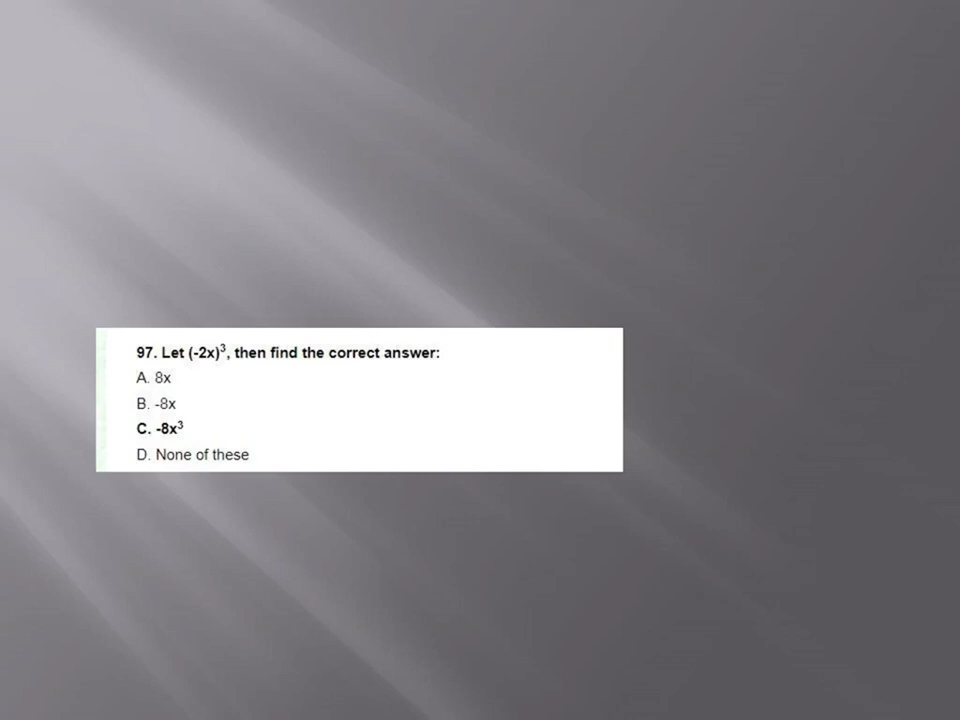 97. Let (-2x)³, then find the correct answer:
A. 8x
B. -8x
C. -8x³
D. None of these